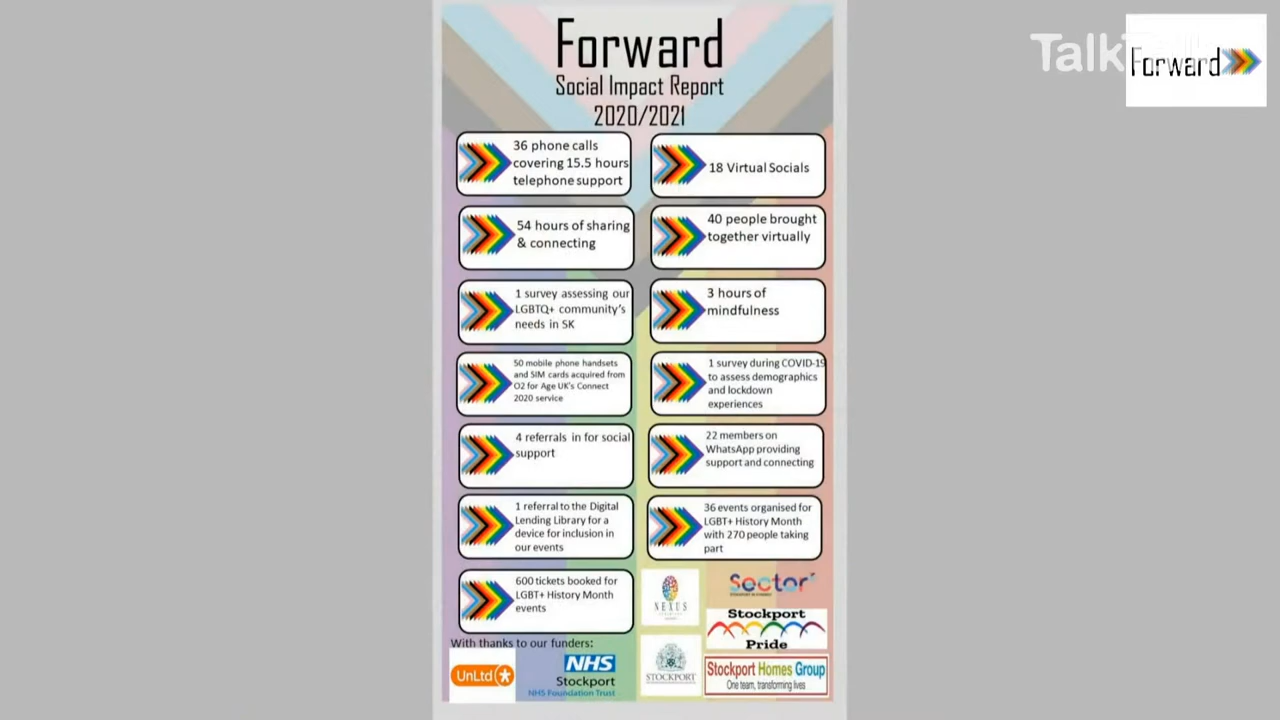 Forward
Social Impact Report
2020/2021
TalkTalk
Forward
36 phone calls
covering 15.5 hours
telephone support
18 Virtual Socials
54 hours of sharing
& connecting
40 people brought
together virtually
1 survey assessing our
LGBTQ+ community's
needs in SK
3 hours of
mindfulness
50 mobile phone handsets
and SIM cards acquired from
O2 for Age UK's Connect
2020 service
1 survey during COVID-19
to assess demographics
and lockdown
experiences
4 referrals in for social
support
22 members on
WhatsApp providing
support and connecting
1 referral to the Digital
Lending Library for a
device for inclusion in
our events
36 events organised for
LGBT+ History Month
with 270 people taking
part
600 tickets booked for
LGBT+ History Month
events
NEXUS
Sector
Stockport
Pride
With thanks to our funders:
UnLtd
NHS
Stockport
NHS Foundation Trust
STOCKPORT
Stockport Homes Group
One team, transforming lives